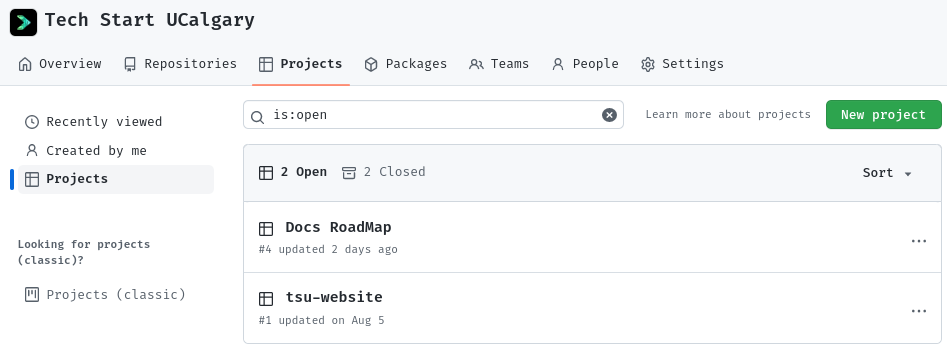 Tech Start UCalgary
Overview Repositories Projects Packages Teams People Settings
Recently viewed
Created by me
Projects
Looking for projects
(classic)?
Projects (classic)
is:open
Learn more about projects
New project
2 Open 2 Closed
Sort
Docs RoadMap
#4 updated 2 days ago
tsu-website
#1 updated on Aug 5